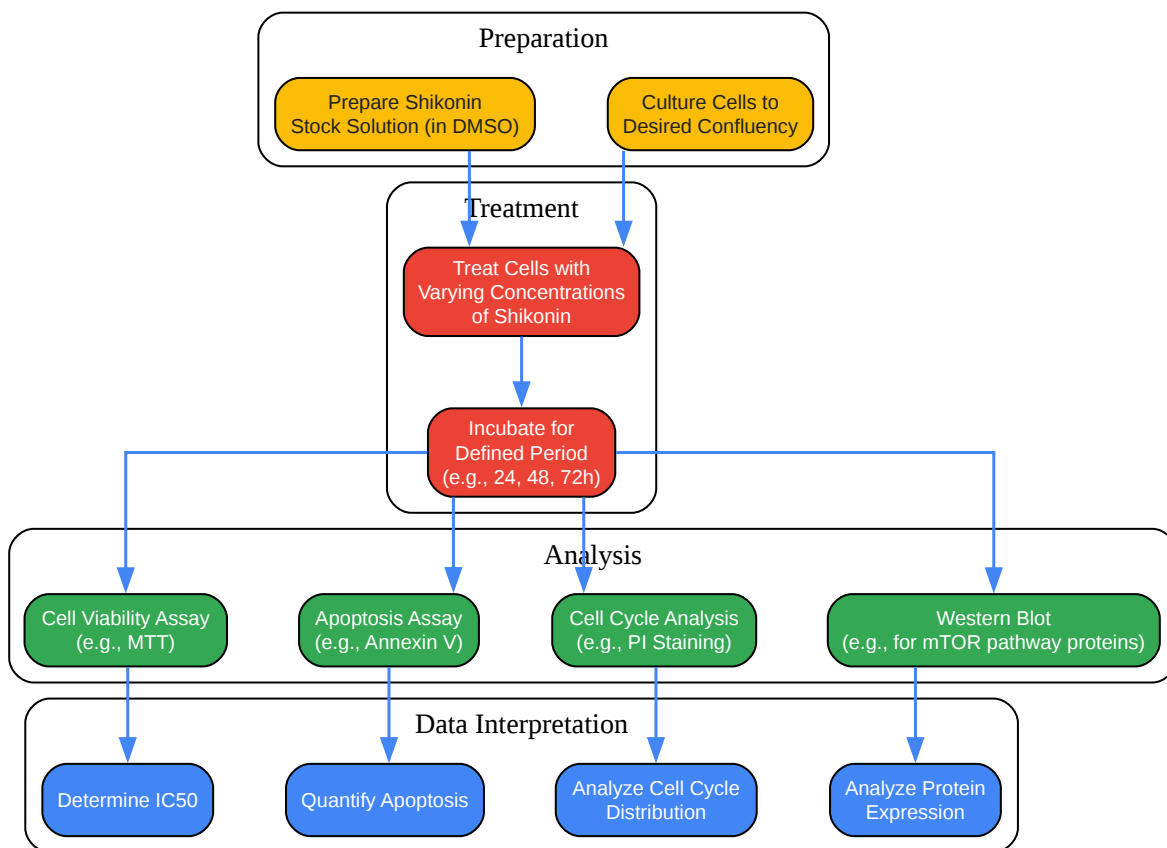 Preparation
Prepare Shikonin
Stock Solution (in DMSO)
Culture Cells to
Desired Confluency
Treatment
Treat Cells with
Varying Concentrations
of Shikonin
Incubate for
Defined Period
(e.g., 24, 48, 72h)
Analysis
Cell Viability Assay
(e.g., MTT)
Apoptosis Assay
(e.g., Annexin V)
Cell Cycle Analysis
(e.g., PI Staining)
Western Blot
(e.g., for mTOR pathway proteins)
Data Interpretation
Determine IC50
Quantify Apoptosis
Analyze Cell Cycle
Distribution
Analyze Protein
Expression